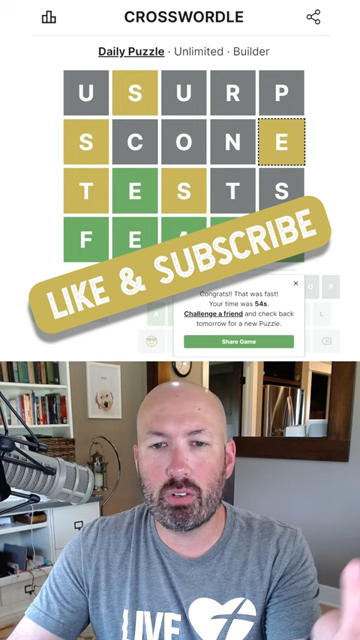 CROSSWORDLE
Daily Puzzle · Unlimited · Builder
U S U R P
S C O N E
T E S T S
F E A
LIKE & SUBSCRIBE
Congrats!! That was fast!
Your time was 54s.
Challenge a friend and check back
tomorrow for a new Puzzle.
Share Game
LIVE